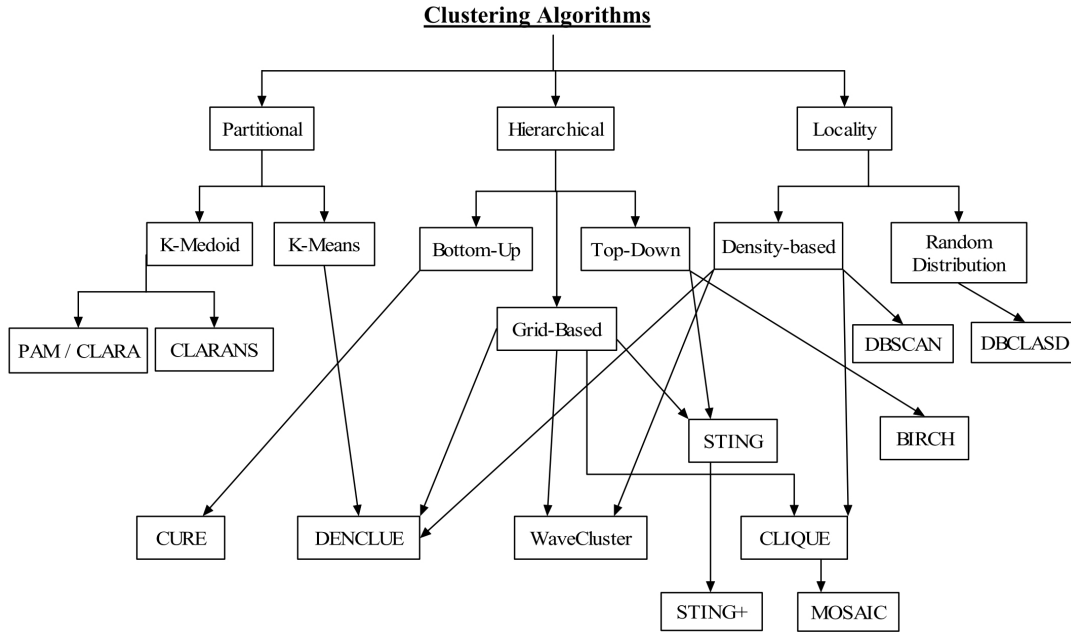 Clustering Algorithms
Partitional
Hierarchical
Locality
K-Medoid
K-Means
Bottom-Up
Top-Down
Density-based
Random
Distribution
PAM / CLARA
CLARANS
Grid-Based
DBSCAN
DBCLASD
STING
BIRCH
CURE
DENCLUE
WaveCluster
CLIQUE
STING+
MOSAIC